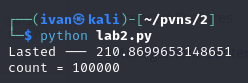 ┌──(ivan㉿kali)-[~/pvns/2]
└─$ python lab2.py
Lasted --- 210.8699653148651
count = 100000